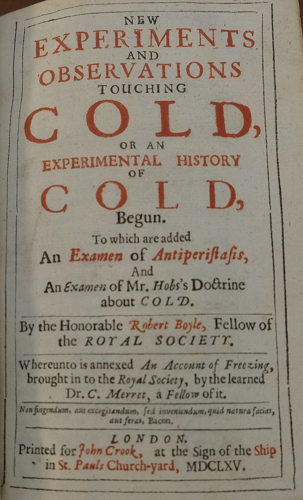 NEW
EXPERIMENTS
AND
OBSERVATIONS
TOUCHING
COLD,
OR AN
EXPERIMENTAL HISTORY
OF
COLD,
Begun.
To which are added
An Examen of Antiperiſtaſis,
And
An Examen of Mr. Hobs's Doctrine
about COLD.
By the Honorable Robert Boyle, Fellow of
the ROYAL SOCIETY.
Whereunto is annexed An Account of Freezing,
brought in to the Royal Society, by the learned
Dr. C. Merret, a Fellow of it.
Non fingendum, aut excogitandum, ſed inveniendum, quid natura faciat,
aut ferat, Bacon.
LONDON.
Printed for John Crook, at the Sign of the Ship
in St. Pauls Church-yard, MDCLXV.